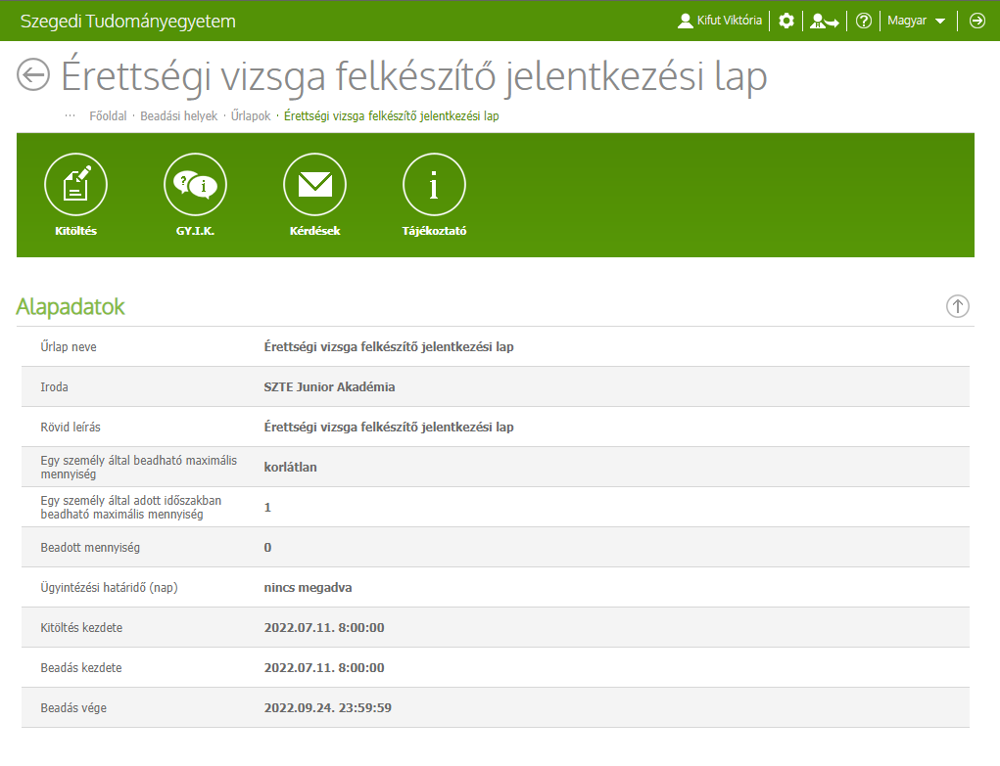 Szegedi Tudományegyetem
Kifut Viktória
Magyar
Érettségi vizsga felkészítő jelentkezési lap
··· Főoldal · Beadási helyek · Űrlapok · Érettségi vizsga felkészítő jelentkezési lap
Kitöltés GY.I.K. Kérdések Tájékoztató
Alapadatok
Űrlap neve Érettségi vizsga felkészítő jelentkezési lap
Iroda SZTE Junior Akadémia
Rövid leírás Érettségi vizsga felkészítő jelentkezési lap
Egy személy által beadható maximális
mennyiség
korlátlan
Egy személy által adott időszakban
beadható maximális mennyiség
1
Beadott mennyiség 0
Ügyintézési határidő (nap) nincs megadva
Kitöltés kezdete 2022.07.11. 8:00:00
Beadás kezdete 2022.07.11. 8:00:00
Beadás vége 2022.09.24. 23:59:59